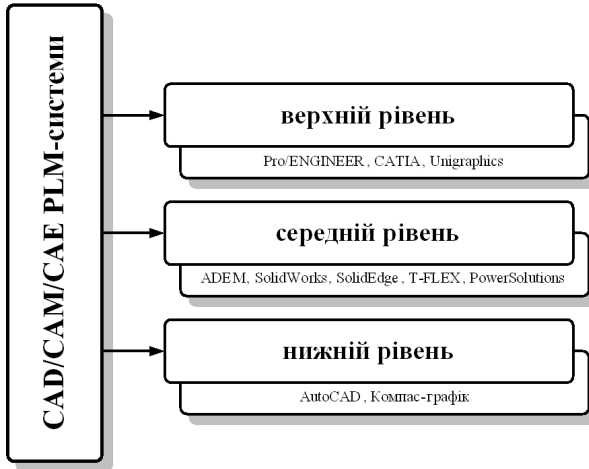 CAD/CAM/CAE PLM-системи
верхній рівень
Pro/ENGINEER, CATIA, Unigraphics
середній рівень
ADEM, SolidWorks, SolidEdge, T-FLEX, PowerSolutions
нижній рівень
AutoCAD, Компас-графік